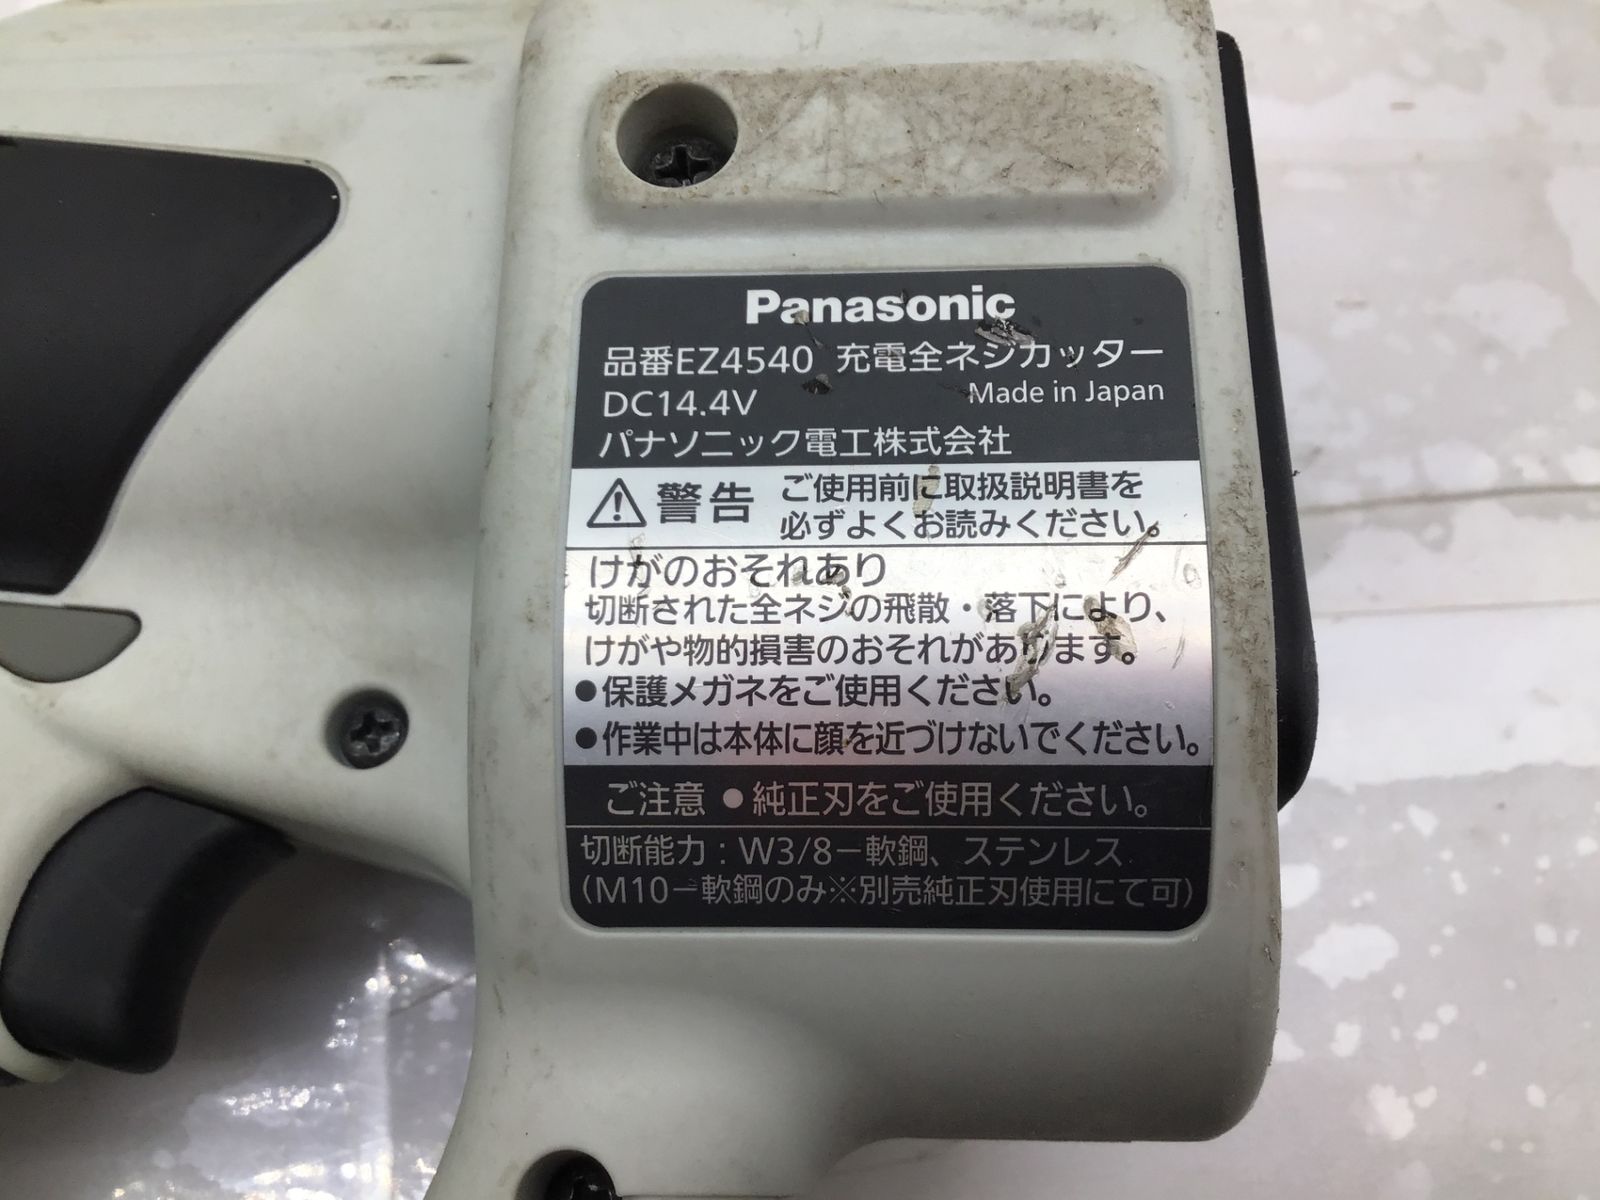 Panasonic
品番EZ4540 充電全ネジカッター
DC14.4V Made in Japan
パナソニック電工株式会社
警告 ご使用前に取扱説明書を
必ずよくお読みください。
けがのおそれあり
切断された全ネジの飛散・落下により、
けがや物的損害のおそれがあります。
●保護メガネをご使用ください。
●作業中は本体に顔を近づけないでください。
ご注意 ●純正刃をご使用ください。
切断能力：W3/8－軟鋼、ステンレス
(M10－軟鋼のみ※別売純正刃使用にて可)